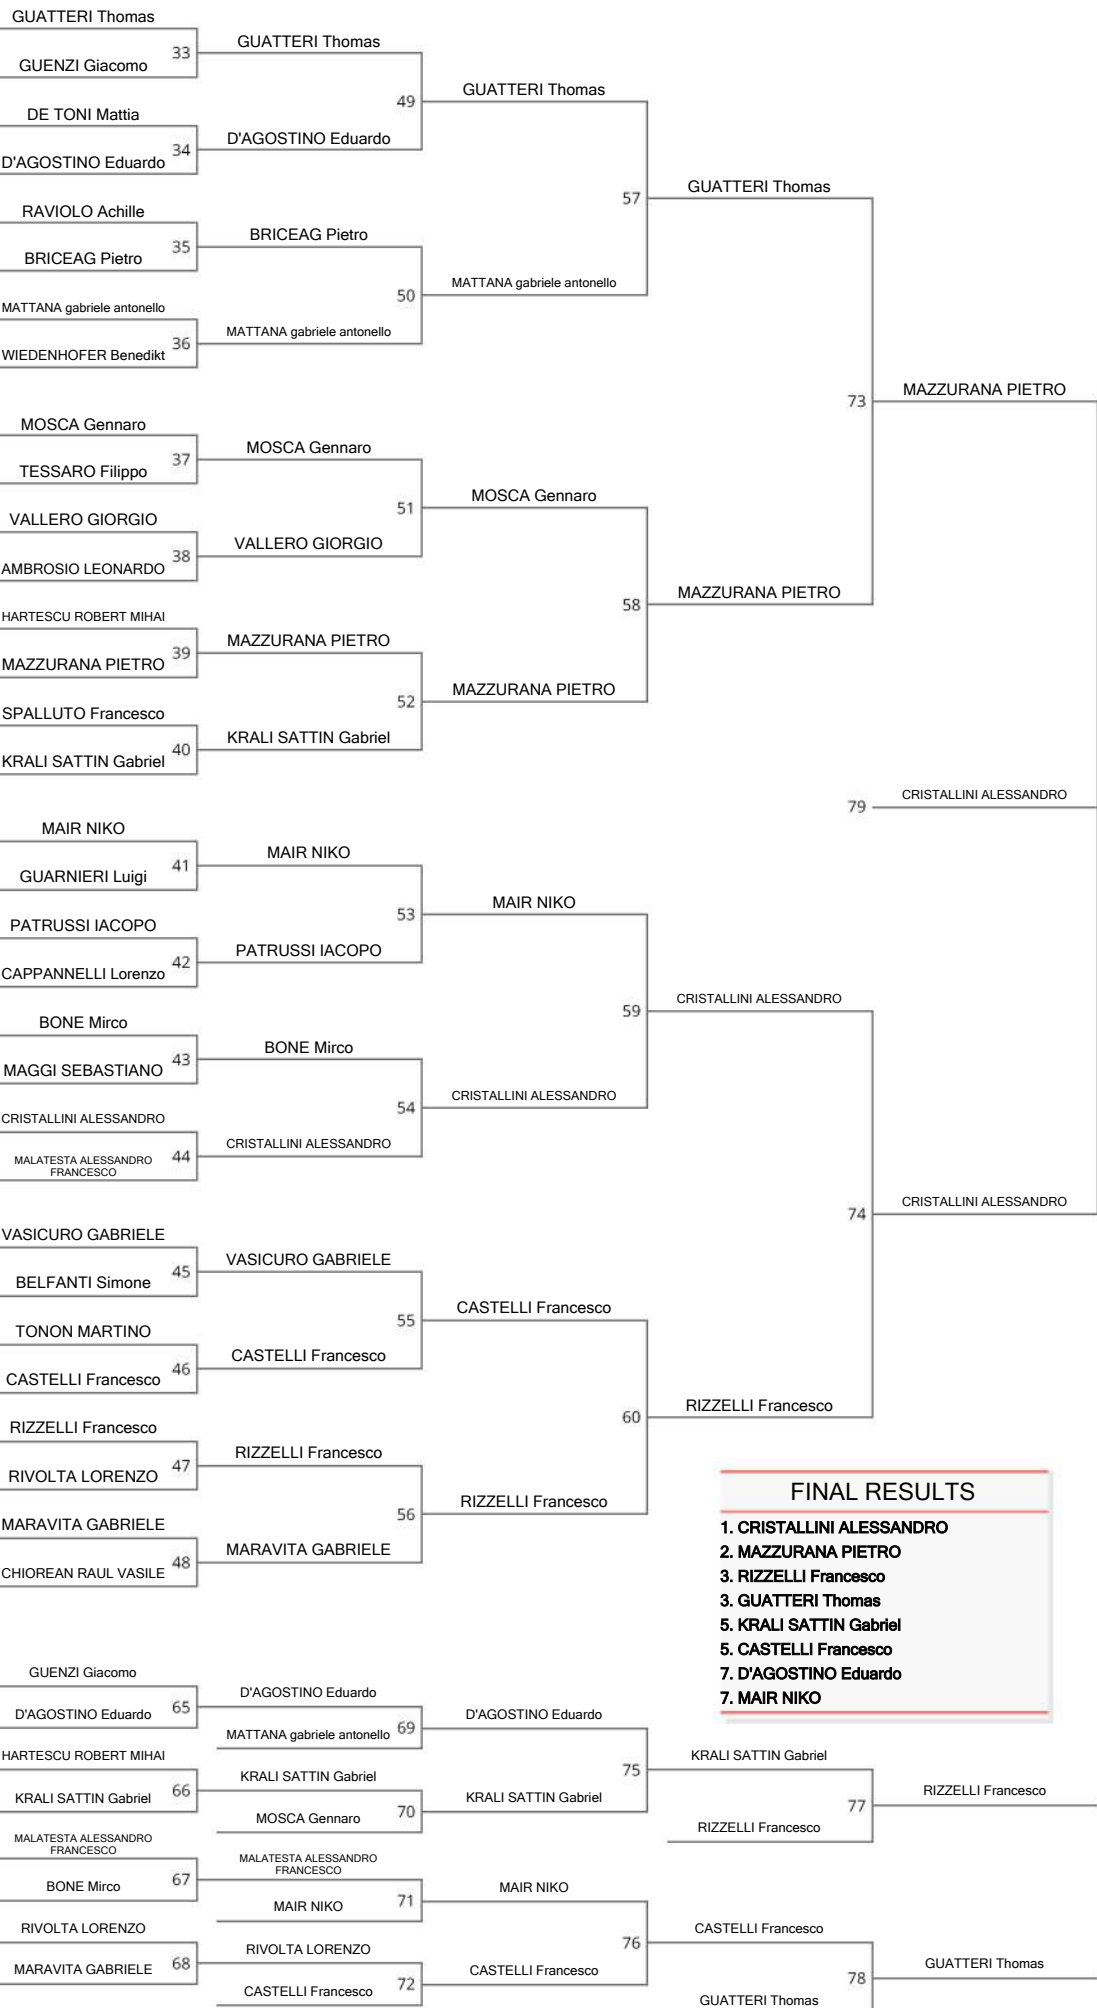 GUATTERI Thomas
33
GUENZI Giacomo
GUATTERI Thomas
49
DE TONI Mattia
34
D'AGOSTINO Eduardo
D'AGOSTINO Eduardo
GUATTERI Thomas
57
RAVIOLO Achille
35
BRICEAG Pietro
BRICEAG Pietro
50
MATTANA gabriele antonello
36
WIEDENHOFER Benedikt
MATTANA gabriele antonello
MATTANA gabriele antonello
GUATTERI Thomas
73
MOSCA Gennaro
37
TESSARO Filippo
MOSCA Gennaro
51
VALLERO GIORGIO
38
AMBROSIO LEONARDO
VALLERO GIORGIO
MOSCA Gennaro
58
HARTESCU ROBERT MIHAI
39
MAZZURANA PIETRO
MAZZURANA PIETRO
52
SPALLUTO Francesco
40
KRALI SATTIN Gabriel
KRALI SATTIN Gabriel
MAZZURANA PIETRO
MAZZURANA PIETRO
MAZZURANA PIETRO
79
CRISTALLINI ALESSANDRO
MAIR NIKO
41
GUARNIERI Luigi
MAIR NIKO
53
PATRUSSI IACOPO
42
CAPPANNELLI Lorenzo
PATRUSSI IACOPO
MAIR NIKO
59
BONE Mirco
43
MAGGI SEBASTIANO
BONE Mirco
54
CRISTALLINI ALESSANDRO
44
MALATESTA ALESSANDRO
FRANCESCO
CRISTALLINI ALESSANDRO
CRISTALLINI ALESSANDRO
CRISTALLINI ALESSANDRO
74
CRISTALLINI ALESSANDRO
VASICURO GABRIELE
45
BELFANTI Simone
VASICURO GABRIELE
55
TONON MARTINO
46
CASTELLI Francesco
CASTELLI Francesco
CASTELLI Francesco
60
RIZZELLI Francesco
47
RIVOLTA LORENZO
RIZZELLI Francesco
56
MARAVITA GABRIELE
48
CHIOREAN RAUL VASILE
MARAVITA GABRIELE
RIZZELLI Francesco
RIZZELLI Francesco
FINAL RESULTS
1. CRISTALLINI ALESSANDRO
2. MAZZURANA PIETRO
3. RIZZELLI Francesco
3. GUATTERI Thomas
5. KRALI SATTIN Gabriel
5. CASTELLI Francesco
7. D'AGOSTINO Eduardo
7. MAIR NIKO
GUENZI Giacomo
65
D'AGOSTINO Eduardo
D'AGOSTINO Eduardo
69
MATTANA gabriele antonello
D'AGOSTINO Eduardo
75
HARTESCU ROBERT MIHAI
66
KRALI SATTIN Gabriel
KRALI SATTIN Gabriel
70
MOSCA Gennaro
KRALI SATTIN Gabriel
KRALI SATTIN Gabriel
77
RIZZELLI Francesco
RIZZELLI Francesco
MALATESTA ALESSANDRO
FRANCESCO
67
BONE Mirco
MALATESTA ALESSANDRO
FRANCESCO
71
MAIR NIKO
MAIR NIKO
76
RIVOLTA LORENZO
68
MARAVITA GABRIELE
RIVOLTA LORENZO
72
CASTELLI Francesco
CASTELLI Francesco
CASTELLI Francesco
78
GUATTERI Thomas
GUATTERI Thomas